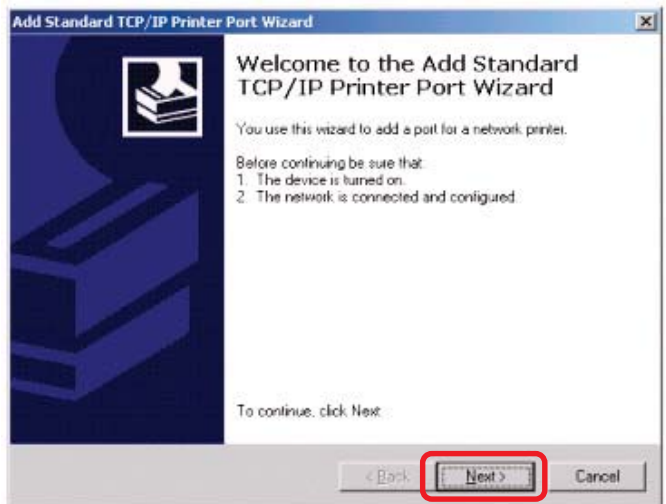 Add Standard TCP/IP Printer Port Wizard
Welcome to the Add Standard
TCP/IP Printer Port Wizard
You use this wizard to add a port for a network printer.
Before continuing be sure that:
1. The device is turned on.
2. The network is connected and configured.
To continue, click Next.
< Back
Next >
Cancel